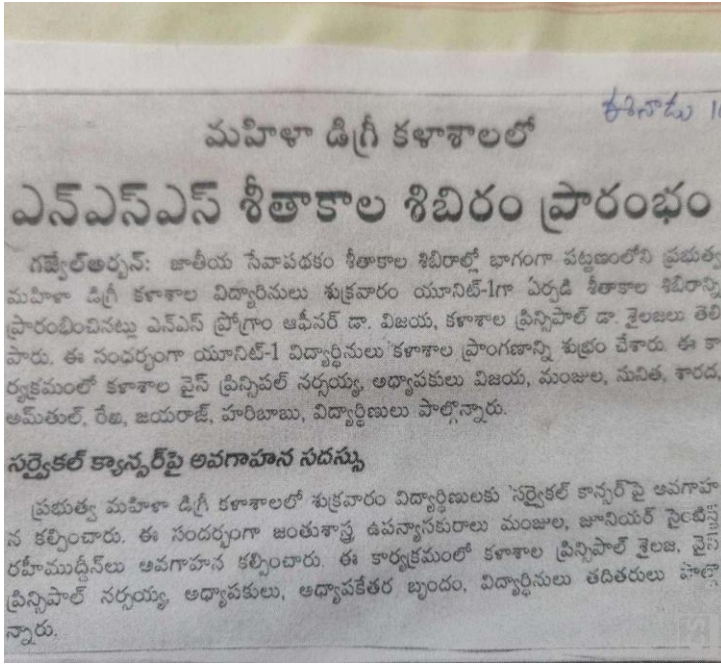 ఈనాడు
మహిళా డిగ్రీ కళాశాలలో
ఎన్ఎస్ఎస్ శీతాకాల శిబిరం ప్రారంభం
గజ్వేల్అర్బన్: జాతీయ సేవాపథకం శీతాకాల శిబిరాల్లో భాగంగా పట్టణంలోని ప్రభుత్వ
మహిళా డిగ్రీ కళాశాల విద్యార్థినులు శుక్రవారం యూనిట్-1గా ఏర్పడి శీతాకాల శిబిరాన్ని
ప్రారంభించినట్లు ఎన్ఎస్ ప్రోగ్రాం ఆఫీసర్ డా. విజయ, కళాశాల ప్రిన్సిపాల్ డా. శైలజలు తెలి
పారు. ఈ సందర్భంగా యూనిట్-1 విద్యార్థినులు కళాశాల ప్రాంగణాన్ని శుభ్రం చేశారు. ఈ కా
ర్యక్రమంలో కళాశాల వైస్ ప్రిన్సిపల్ నర్సయ్య, అధ్యాపకులు విజయ, మంజుల, సునిత, శారద,
అమ్తుల్, రేఖ, జయరాజ్, హరిబాబు, విద్యార్థిణులు పాల్గొన్నారు.
సర్వైకల్ క్యాన్సర్‌పై అవగాహన సదస్సు
ప్రభుత్వ మహిళా డిగ్రీ కళాశాలలో శుక్రవారం విద్యార్థిణులకు సర్వైకల్ కాన్సర్ పై అవగాహ
న కల్పించారు. ఈ సందర్భంగా జంతుశాస్త్ర ఉపన్యాసకురాలు మంజుల, జూనియర్ సైంటిస్ట్
రహీముద్దీన్‌లు అవగాహన కల్పించారు. ఈ కార్యక్రమంలో కళాశాల ప్రిన్సిపాల్ శైలజ, వైస్
ప్రిన్సిపాల్ నర్సయ్య, అధ్యాపకులు, అధ్యాపకేతర బృందం, విద్యార్థినులు తదితరులు పాల్గొ
న్నారు.